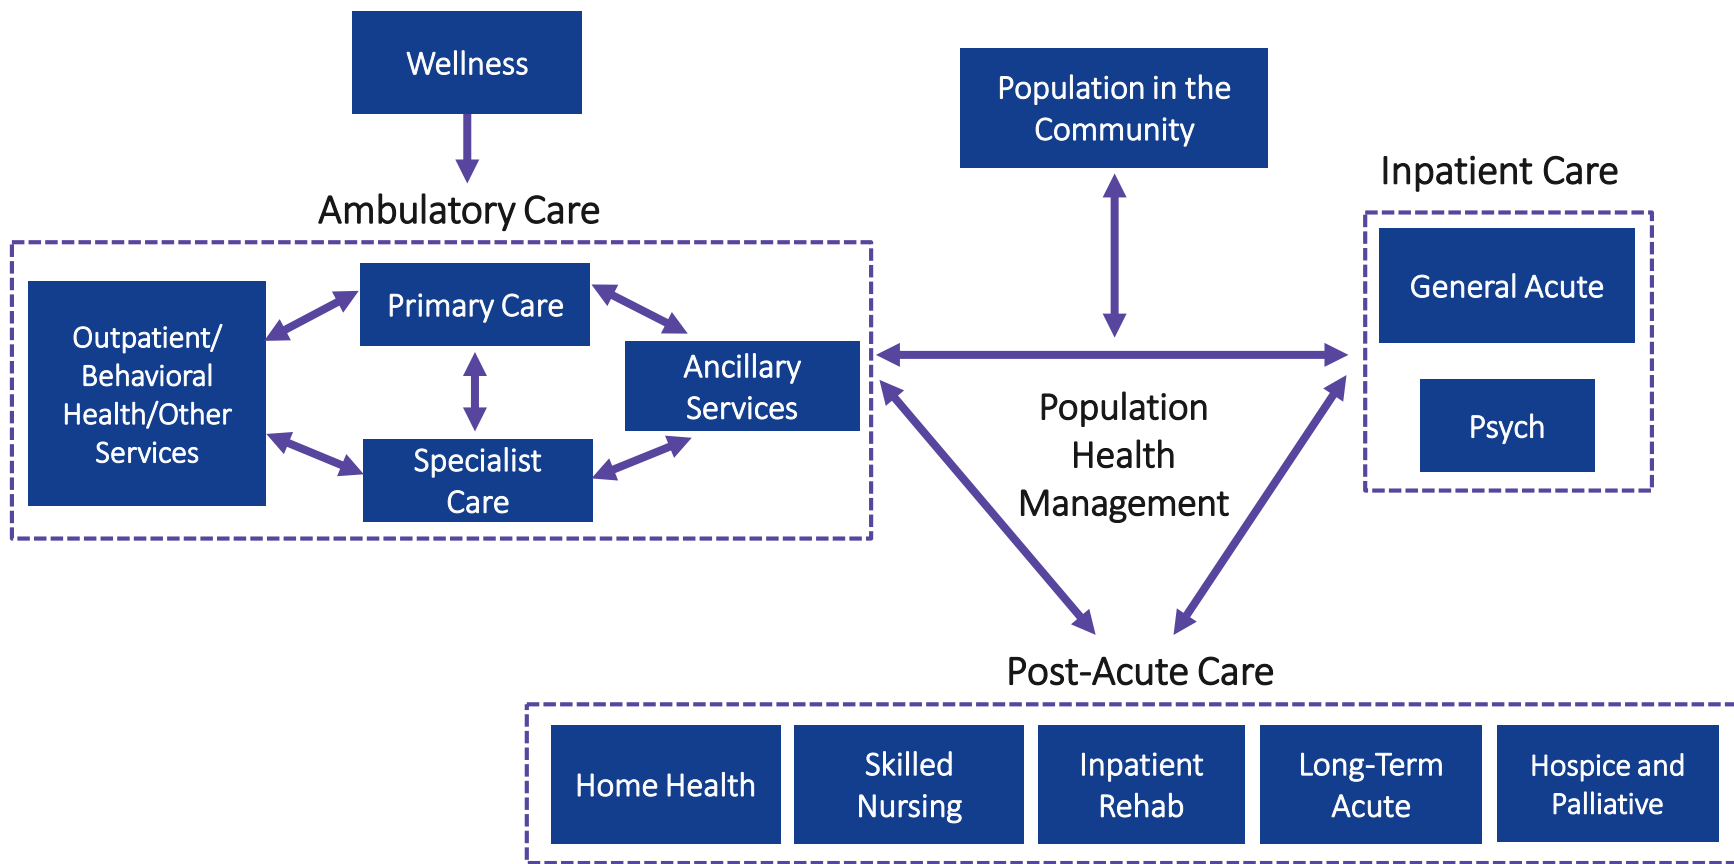 Wellness
Population in the
Community
Inpatient Care
Ambulatory Care
General Acute
Psych
Primary Care
Outpatient/
Behavioral
Health/Other
Services
Ancillary
Services
Specialist
Care
Population
Health
Management
Post-Acute Care
Home Health
Skilled
Nursing
Inpatient
Rehab
Long-Term
Acute
Hospice and
Palliative